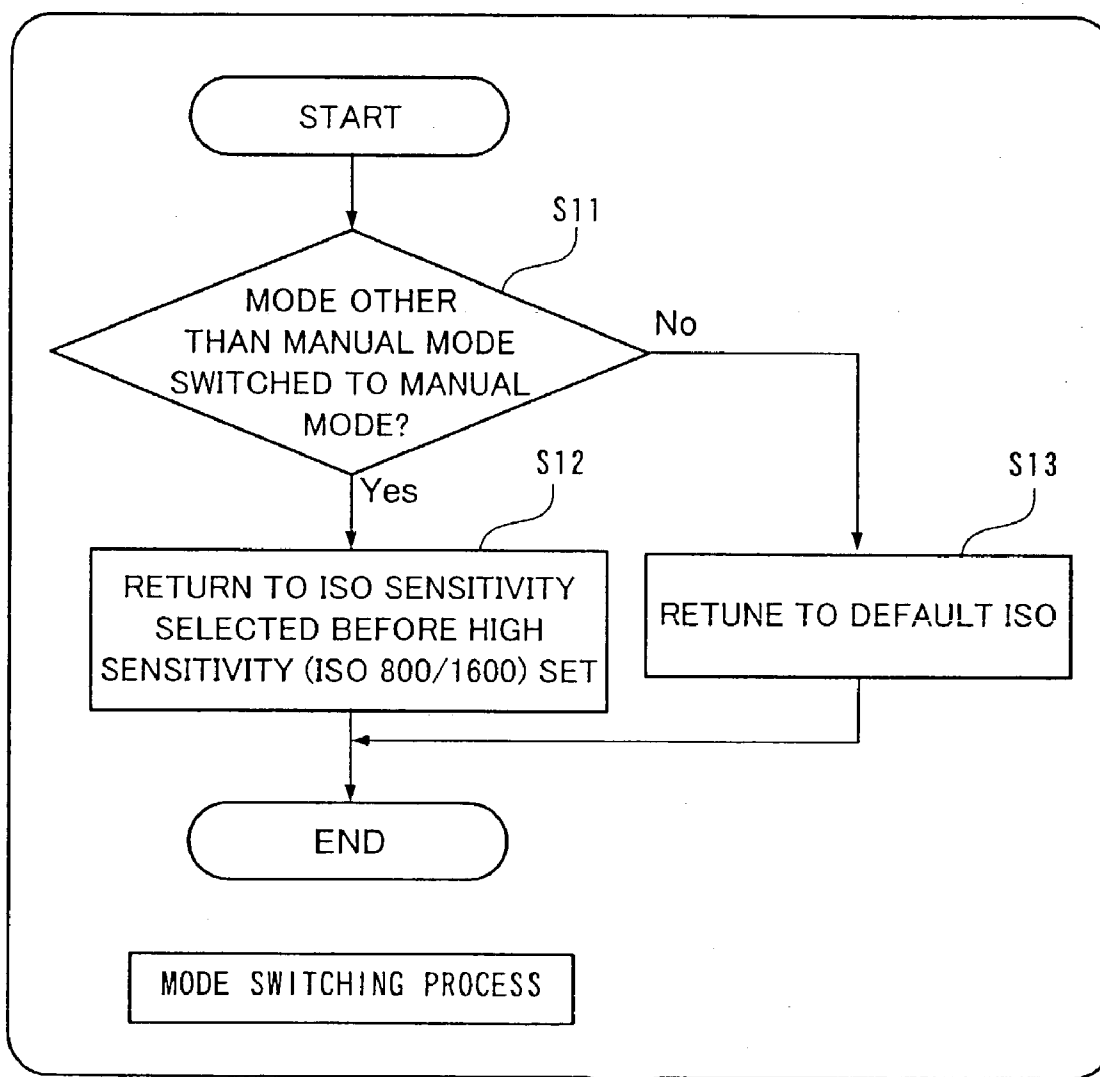 START
S11
MODE OTHER
THAN MANUAL MODE
SWITCHED TO MANUAL
MODE?
No
Yes
S12
S13
RETURN TO ISO SENSITIVITY
SELECTED BEFORE HIGH
SENSITIVITY (ISO 800/1600) SET
RETUNE TO DEFAULT ISO
END
MODE SWITCHING PROCESS